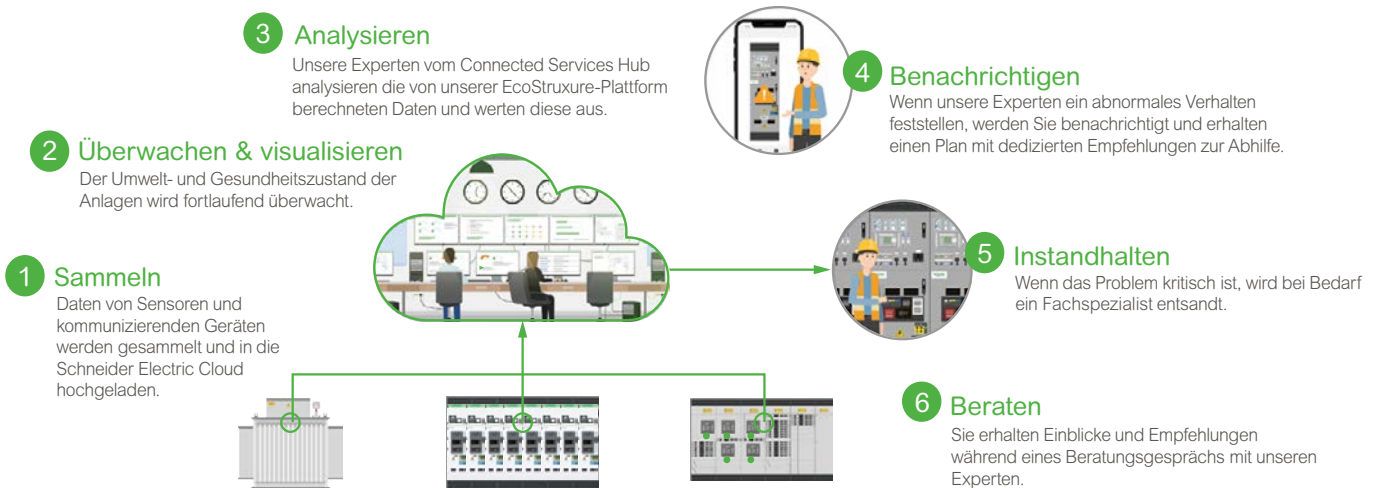 1 Sammeln
Daten von Sensoren und
kommunizierenden Geräten
werden gesammelt und in die
Schneider Electric Cloud
hochgeladen.
2 Überwachen & visualisieren
Der Umwelt- und Gesundheitszustand der
Anlagen wird fortlaufend überwacht.
3 Analysieren
Unsere Experten vom Connected Services Hub
analysieren die von unserer EcoStruxure-Plattform
berechneten Daten und werten diese aus.
4 Benachrichtigen
Wenn unsere Experten ein abnormales Verhalten
feststellen, werden Sie benachrichtigt und erhalten
einen Plan mit dedizierten Empfehlungen zur Abhilfe.
5 Instandhalten
Wenn das Problem kritisch ist, wird bei Bedarf
ein Fachspezialist entsandt.
6 Beraten
Sie erhalten Einblicke und Empfehlungen
während eines Beratungsgesprächs mit unseren
Experten.